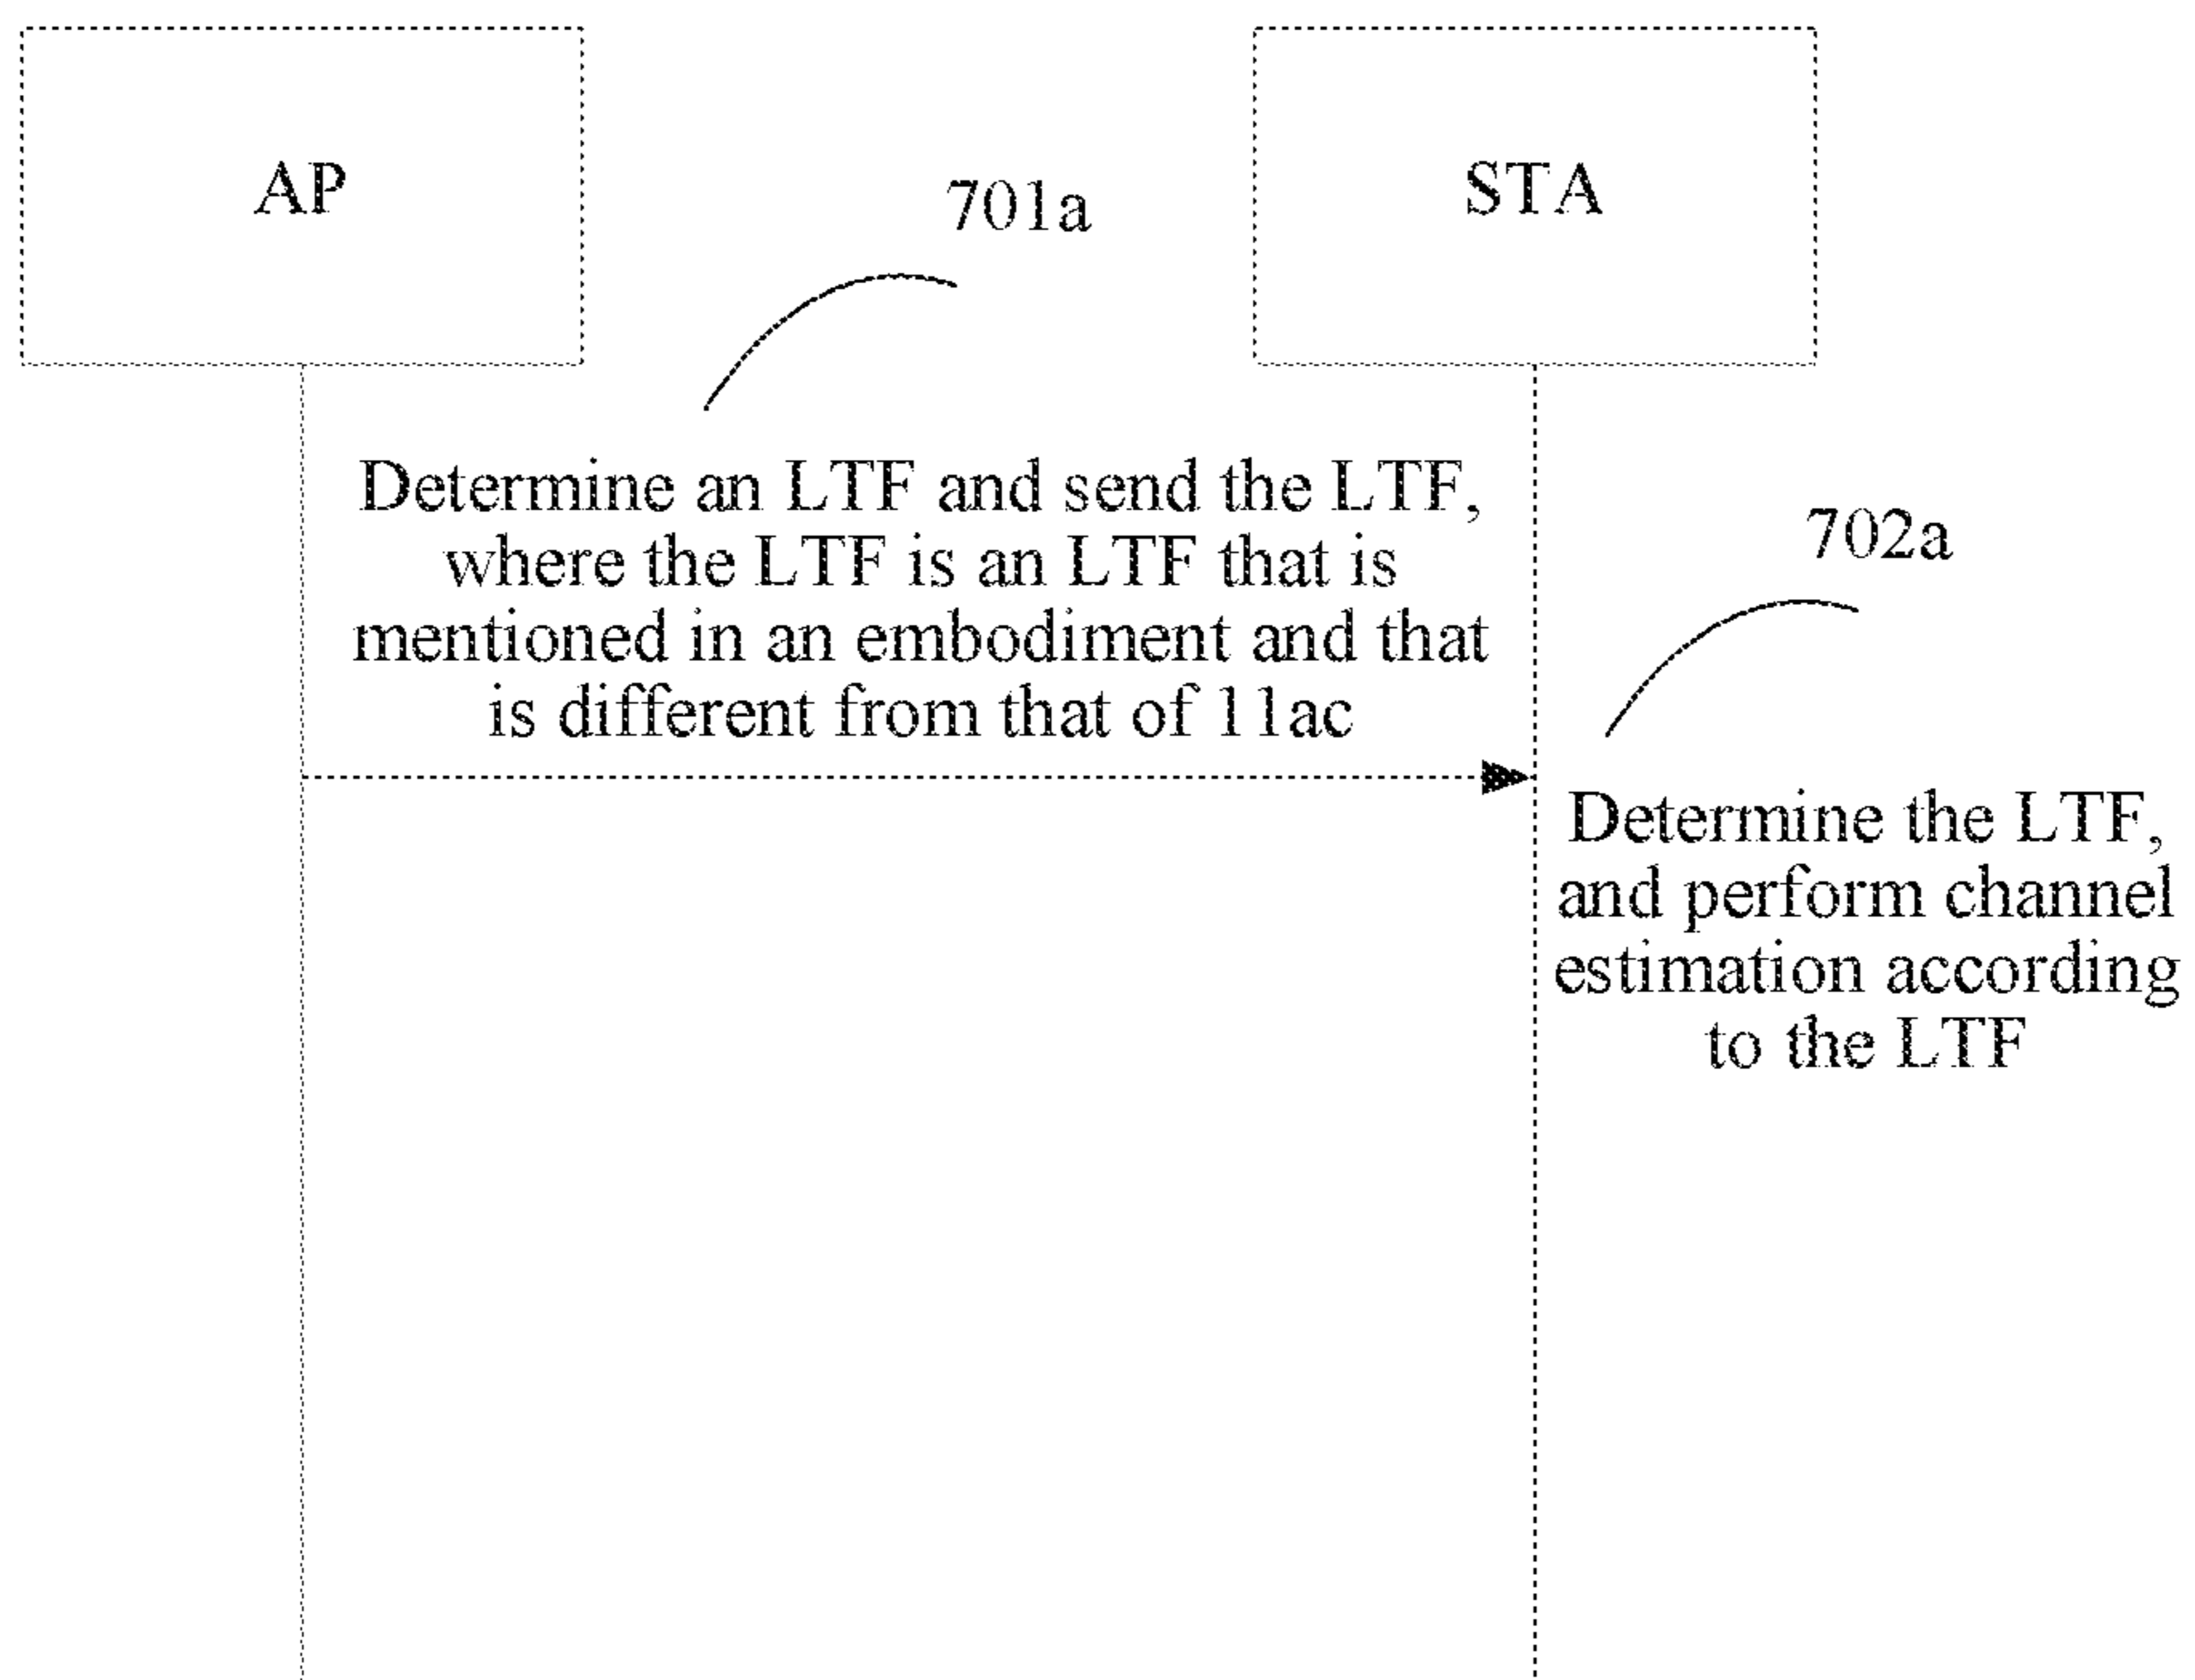 AP
STA
701a
Determine an LTF and send the LTF,
where the LTF is an LTF that is
mentioned in an embodiment and that
is different from that of 11ac
702a
Determine the LTF,
and perform channel
estimation according
to the LTF